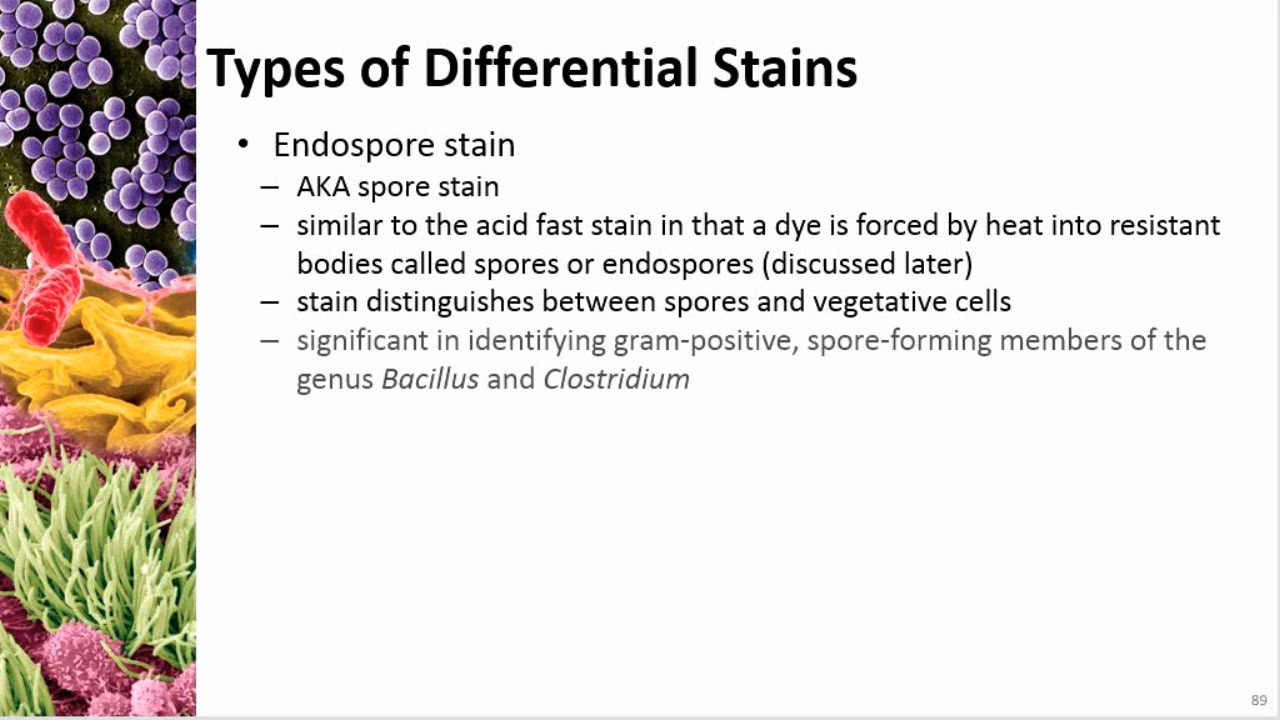 Types of Differential Stains
• Endospore stain
– AKA spore stain
– similar to the acid fast stain in that a dye is forced by heat into resistant
bodies called spores or endospores (discussed later)
– stain distinguishes between spores and vegetative cells
– significant in identifying gram-positive, spore-forming members of the
genus Bacillus and Clostridium
89